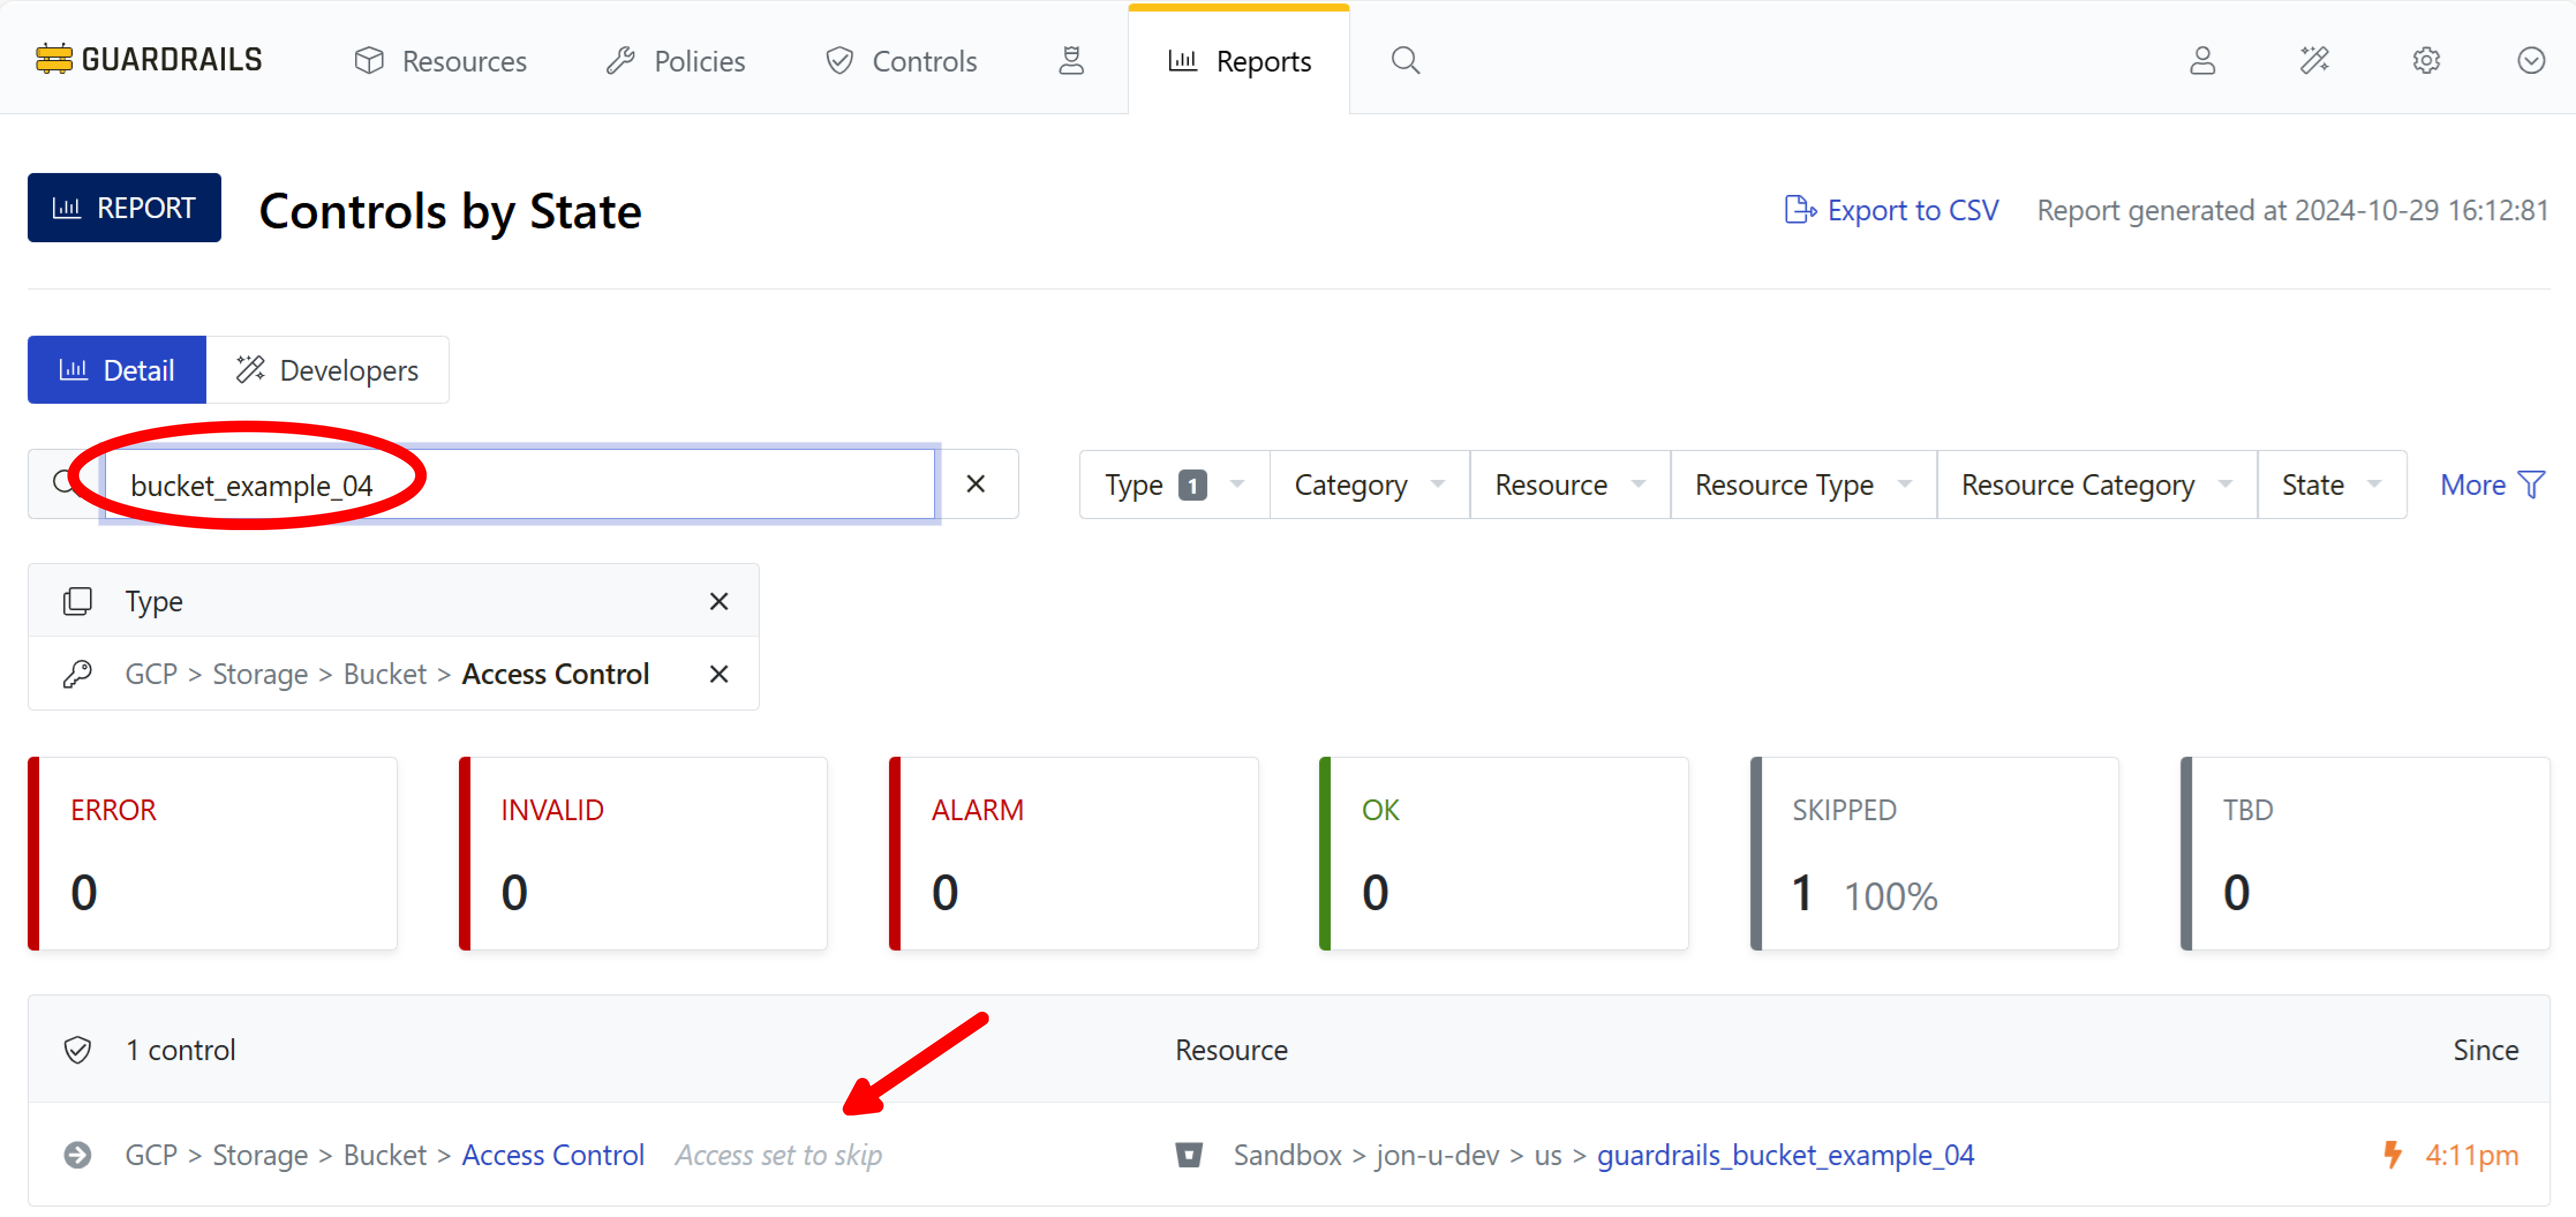 GUARDRAILS Resources Policies Controls Reports
REPORT Controls by State Export to CSV Report generated at 2024-10-29 16:12:81
Detail Developers
bucket_example_04 Type 1 Category Resource Resource Type Resource Category State More
Type
GCP > Storage > Bucket > Access Control
ERROR INVALID ALARM OK SKIPPED TBD
0 0 0 0 1 100% 0
1 control Resource Since
GCP > Storage > Bucket > Access Control Access set to skip Sandbox > jon-u-dev > us > guardrails_bucket_example_04 4:11pm